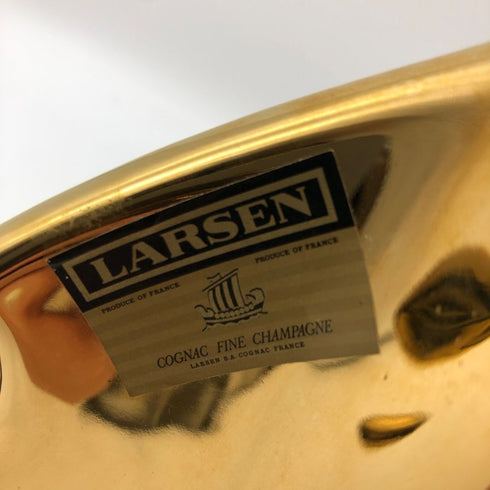 LARSEN
PRODUCE OF FRANCE PRODUCE OF FRANCE
COGNAC FINE CHAMPAGNE
LARSEN S.A. COGNAC FRANCE